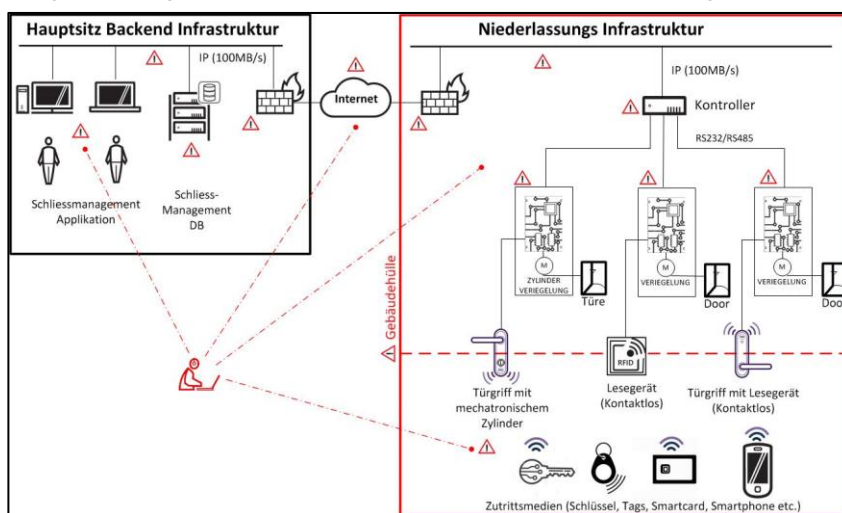 Hauptsitz Backend Infrastruktur
IP (100MB/s)
Schliessmanagement
Applikation
Schliess-
Management
DB
Internet
Niederlassungs Infrastruktur
IP (100MB/s)
Kontroller
RS232/RS485
M
ZYLINDER
VERIEGELUNG
Türe
M
VERIEGELUNG
Door
M
VERIEGELUNG
Doo
Gebäudehülle
Türgriff mit
mechatronischem
Zylinder
RFID
Lesegerät
(Kontaktlos)
Türgriff mit Lesegerät
(Kontaktlos)
Zutrittsmedien (Schlüssel, Tags, Smartcard, Smartphone etc.)